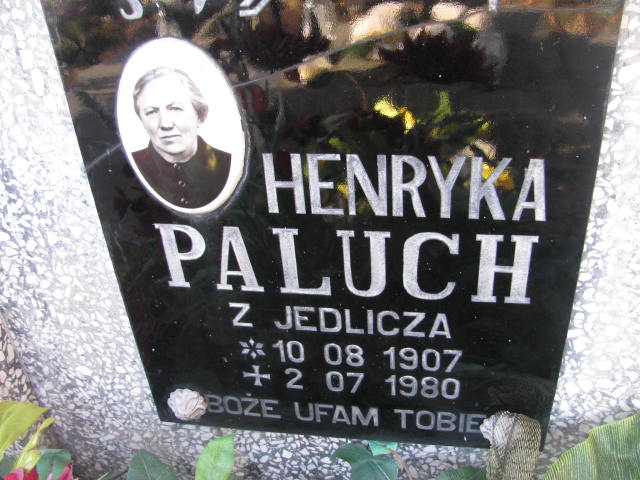 HENRYKA
PALUCH
Z JEDLICZA
10 08 1907
2 07 1980
BOŻE UFAM TOBIE